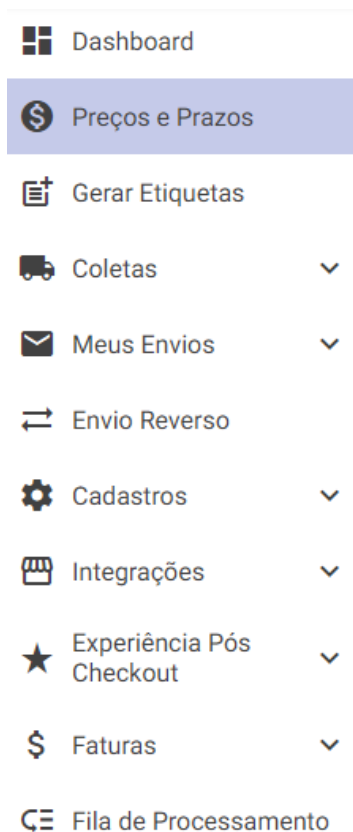 Dashboard
Preços e Prazos
Gerar Etiquetas
Coletas
Meus Envios
Envio Reverso
Cadastros
Integrações
Experiência Pós
Checkout
Faturas
Fila de Processamento